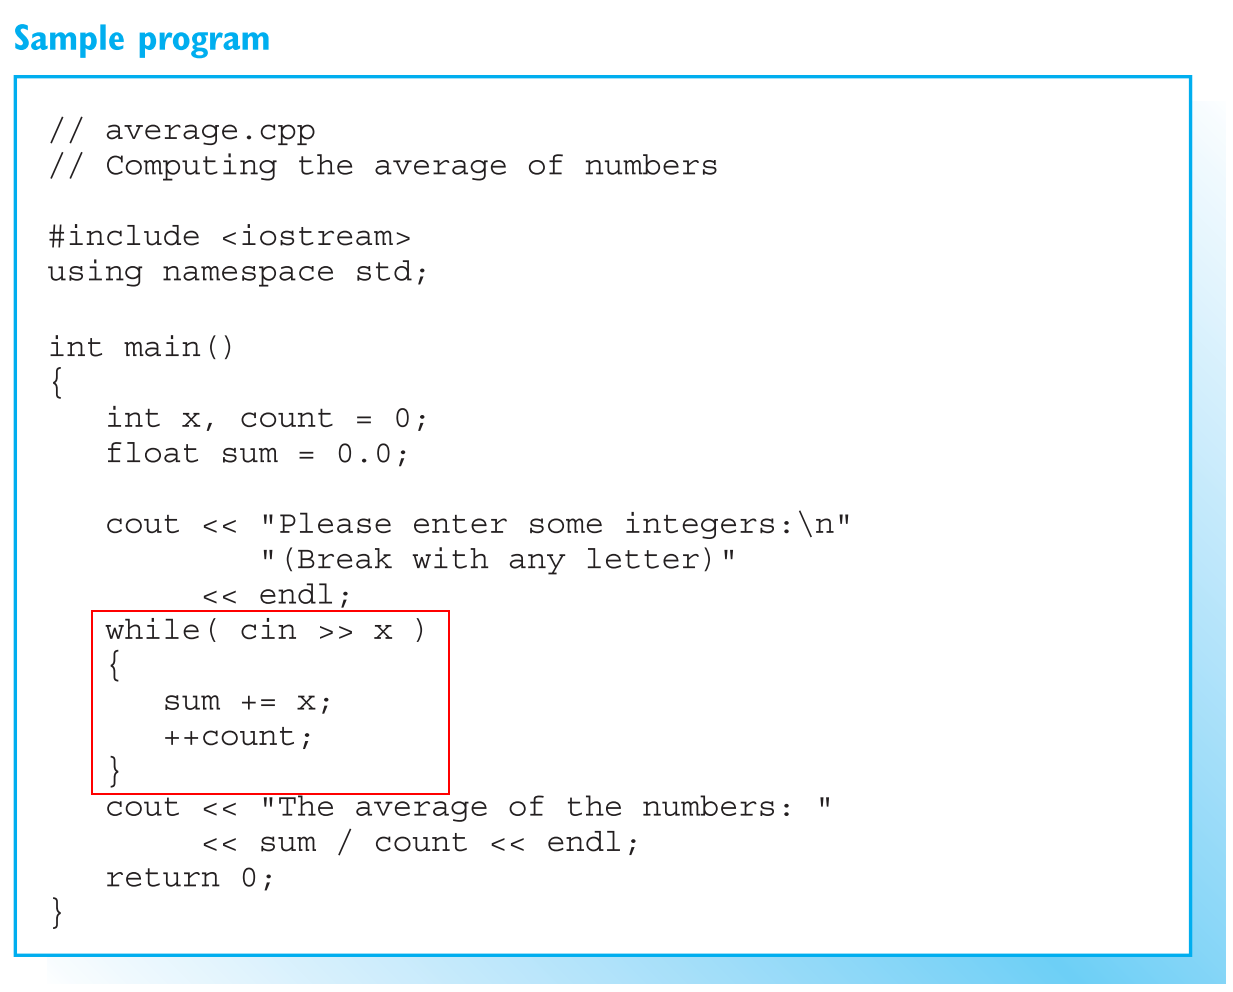 Sample program
// average.cpp
// Computing the average of numbers
#include <iostream>
using namespace std;
int main()
{
int x, count = 0;
float sum = 0.0;
cout << "Please enter some integers:\n"
"(Break with any letter)"
<< endl;
while( cin >> x )
{
sum += x;
++count;
}
cout << "The average of the numbers: "
<< sum / count << endl;
return 0;
}